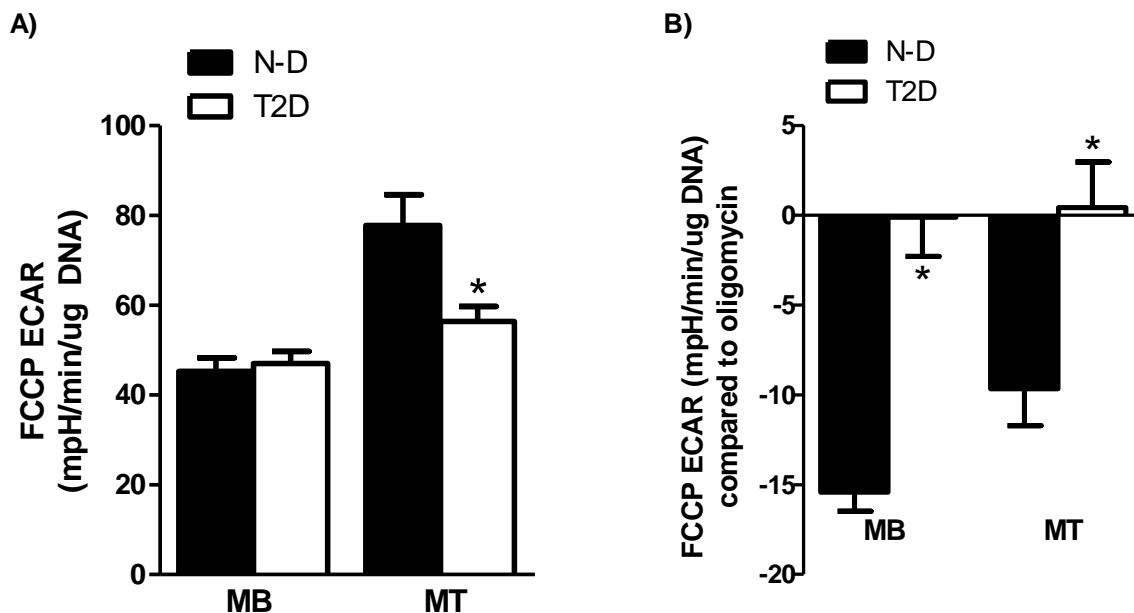 A)
N-D
T2D
FCCP ECAR
(mpH/min/ug DNA)
100
80
60
40
20
0
*
MB
MT
B)
N-D
T2D
FCCP ECAR (mpH/min/ug DNA)
compared to oligomycin
5
0
-5
-10
-15
-20
*
*
MB
MT